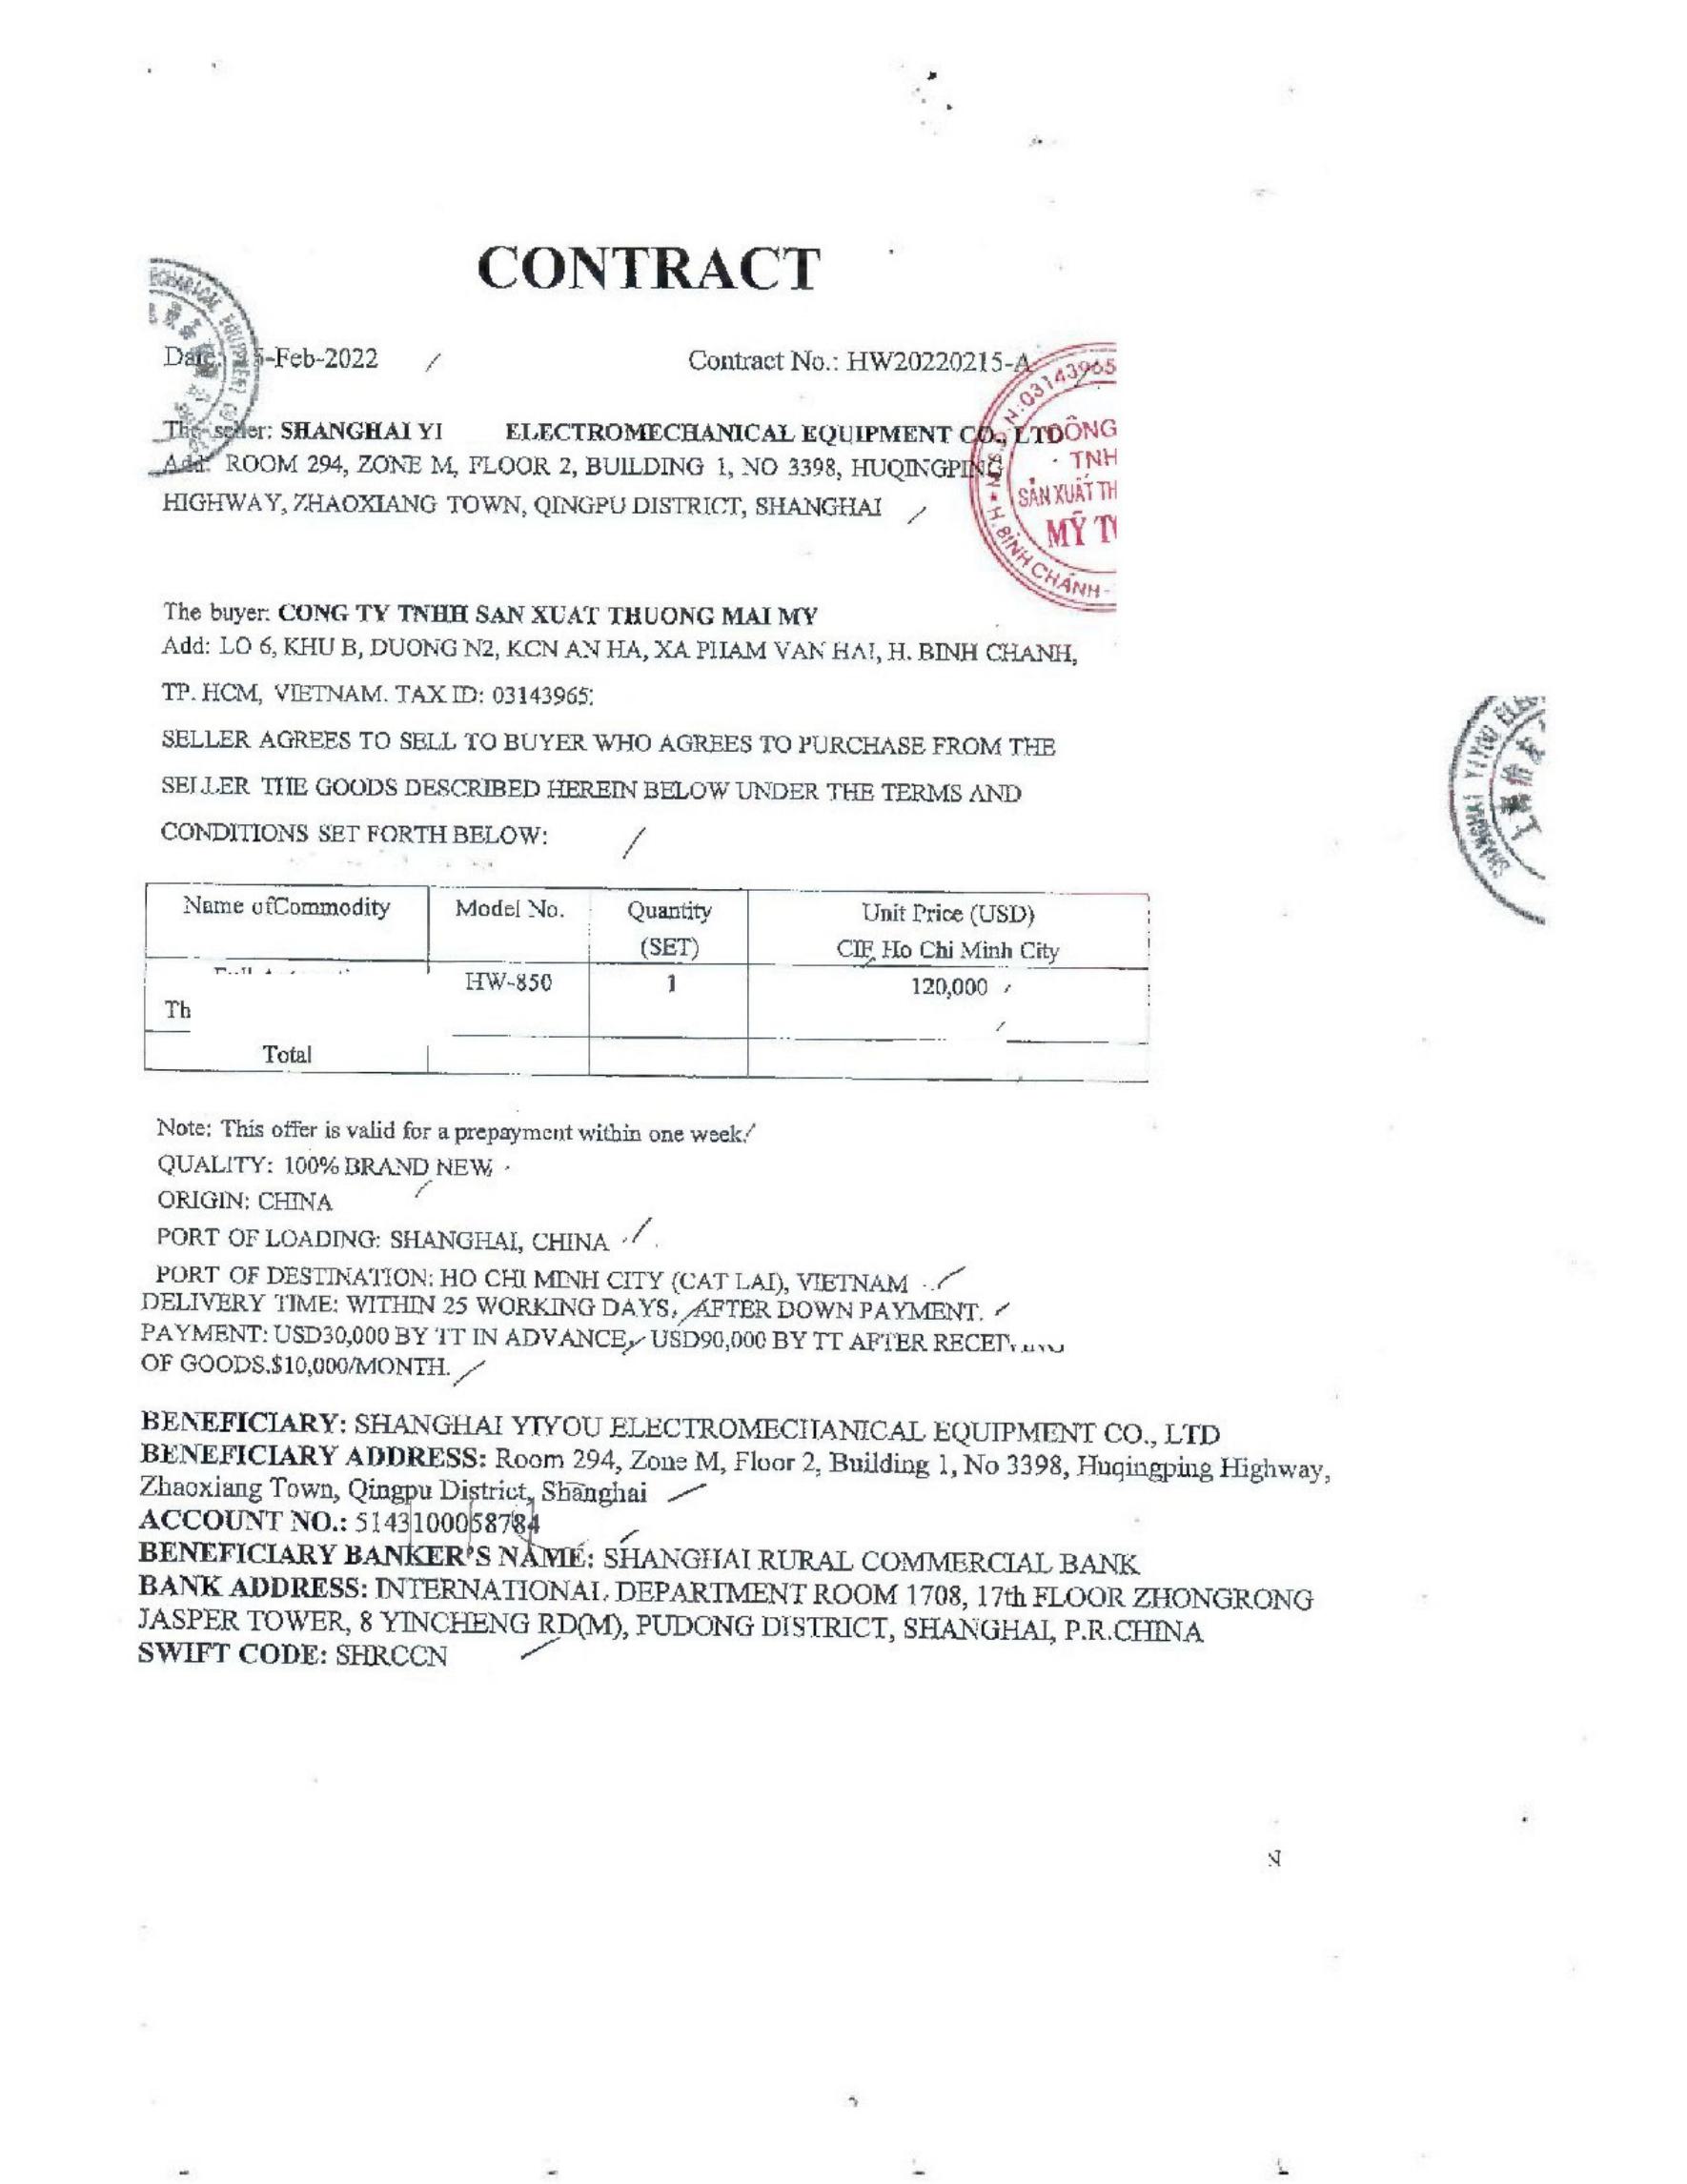 CONTRACT
-Feb-2022
Contract No.: HW20220215-A
The seller: SHANGHAI YI ELECTROMECHANICAL EQUIPMENT CO., LTD
Add: ROOM 294, ZONE M, FLOOR 2, BUILDING 1, NO 3398, HUQINGPING
HIGHWAY, ZHAOXIANG TOWN, QINGPU DISTRICT, SHANGHAI
N:03143965
ÔNG
TNH
SẢN XUẤT TH
MỸ
H.BÌNH CHÁNH-
The buyer: CONG TY TNHH SAN XUAT THUONG MAI MY
Add: LO 6, KHU B, DUONG N2, KCN AN HA, XA PHAM VAN HAI, H. BINH CHANH,
TP. HCM, VIETNAM. TAX ID: 03143965
SELLER AGREES TO SELL TO BUYER WHO AGREES TO PURCHASE FROM THE
SELLER THE GOODS DESCRIBED HEREIN BELOW UNDER THE TERMS AND
CONDITIONS SET FORTH BELOW:
SHANGHAI YIYOU
Name ofCommodity Model No. Quantity Unit Price (USD)
(SET) CIF, Ho Chi Minh City
HW-850 1 120,000
Th
Total
Note: This offer is valid for a prepayment within one week.
QUALITY: 100% BRAND NEW
ORIGIN: CHINA
PORT OF LOADING: SHANGHAI, CHINA
PORT OF DESTINATION: HO CHI MINH CITY (CAT LAI), VIETNAM
DELIVERY TIME: WITHIN 25 WORKING DAYS, AFTER DOWN PAYMENT.
PAYMENT: USD30,000 BY TT IN ADVANCE, USD90,000 BY TT AFTER
OF GOODS.$10,000/MONTH.
BENEFICIARY: SHANGHAI YIYOU ELECTROMECHANICAL EQUIPMENT CO., LTD
BENEFICIARY ADDRESS: Room 294, Zone M, Floor 2, Building 1, No 3398, Huqingping Highway,
Zhaoxiang Town, Qingpu District, Shanghai
ACCOUNT NO.: 5143100058784
BENEFICIARY BANKER'S NAME: SHANGHAI RURAL COMMERCIAL BANK
BANK ADDRESS: INTERNATIONAL DEPARTMENT ROOM 1708, 17th FLOOR ZHONGRONG
JASPER TOWER, 8 YINCHENG RD(M), PUDONG DISTRICT, SHANGHAI, P.R.CHINA
SWIFT CODE: SHRCCN